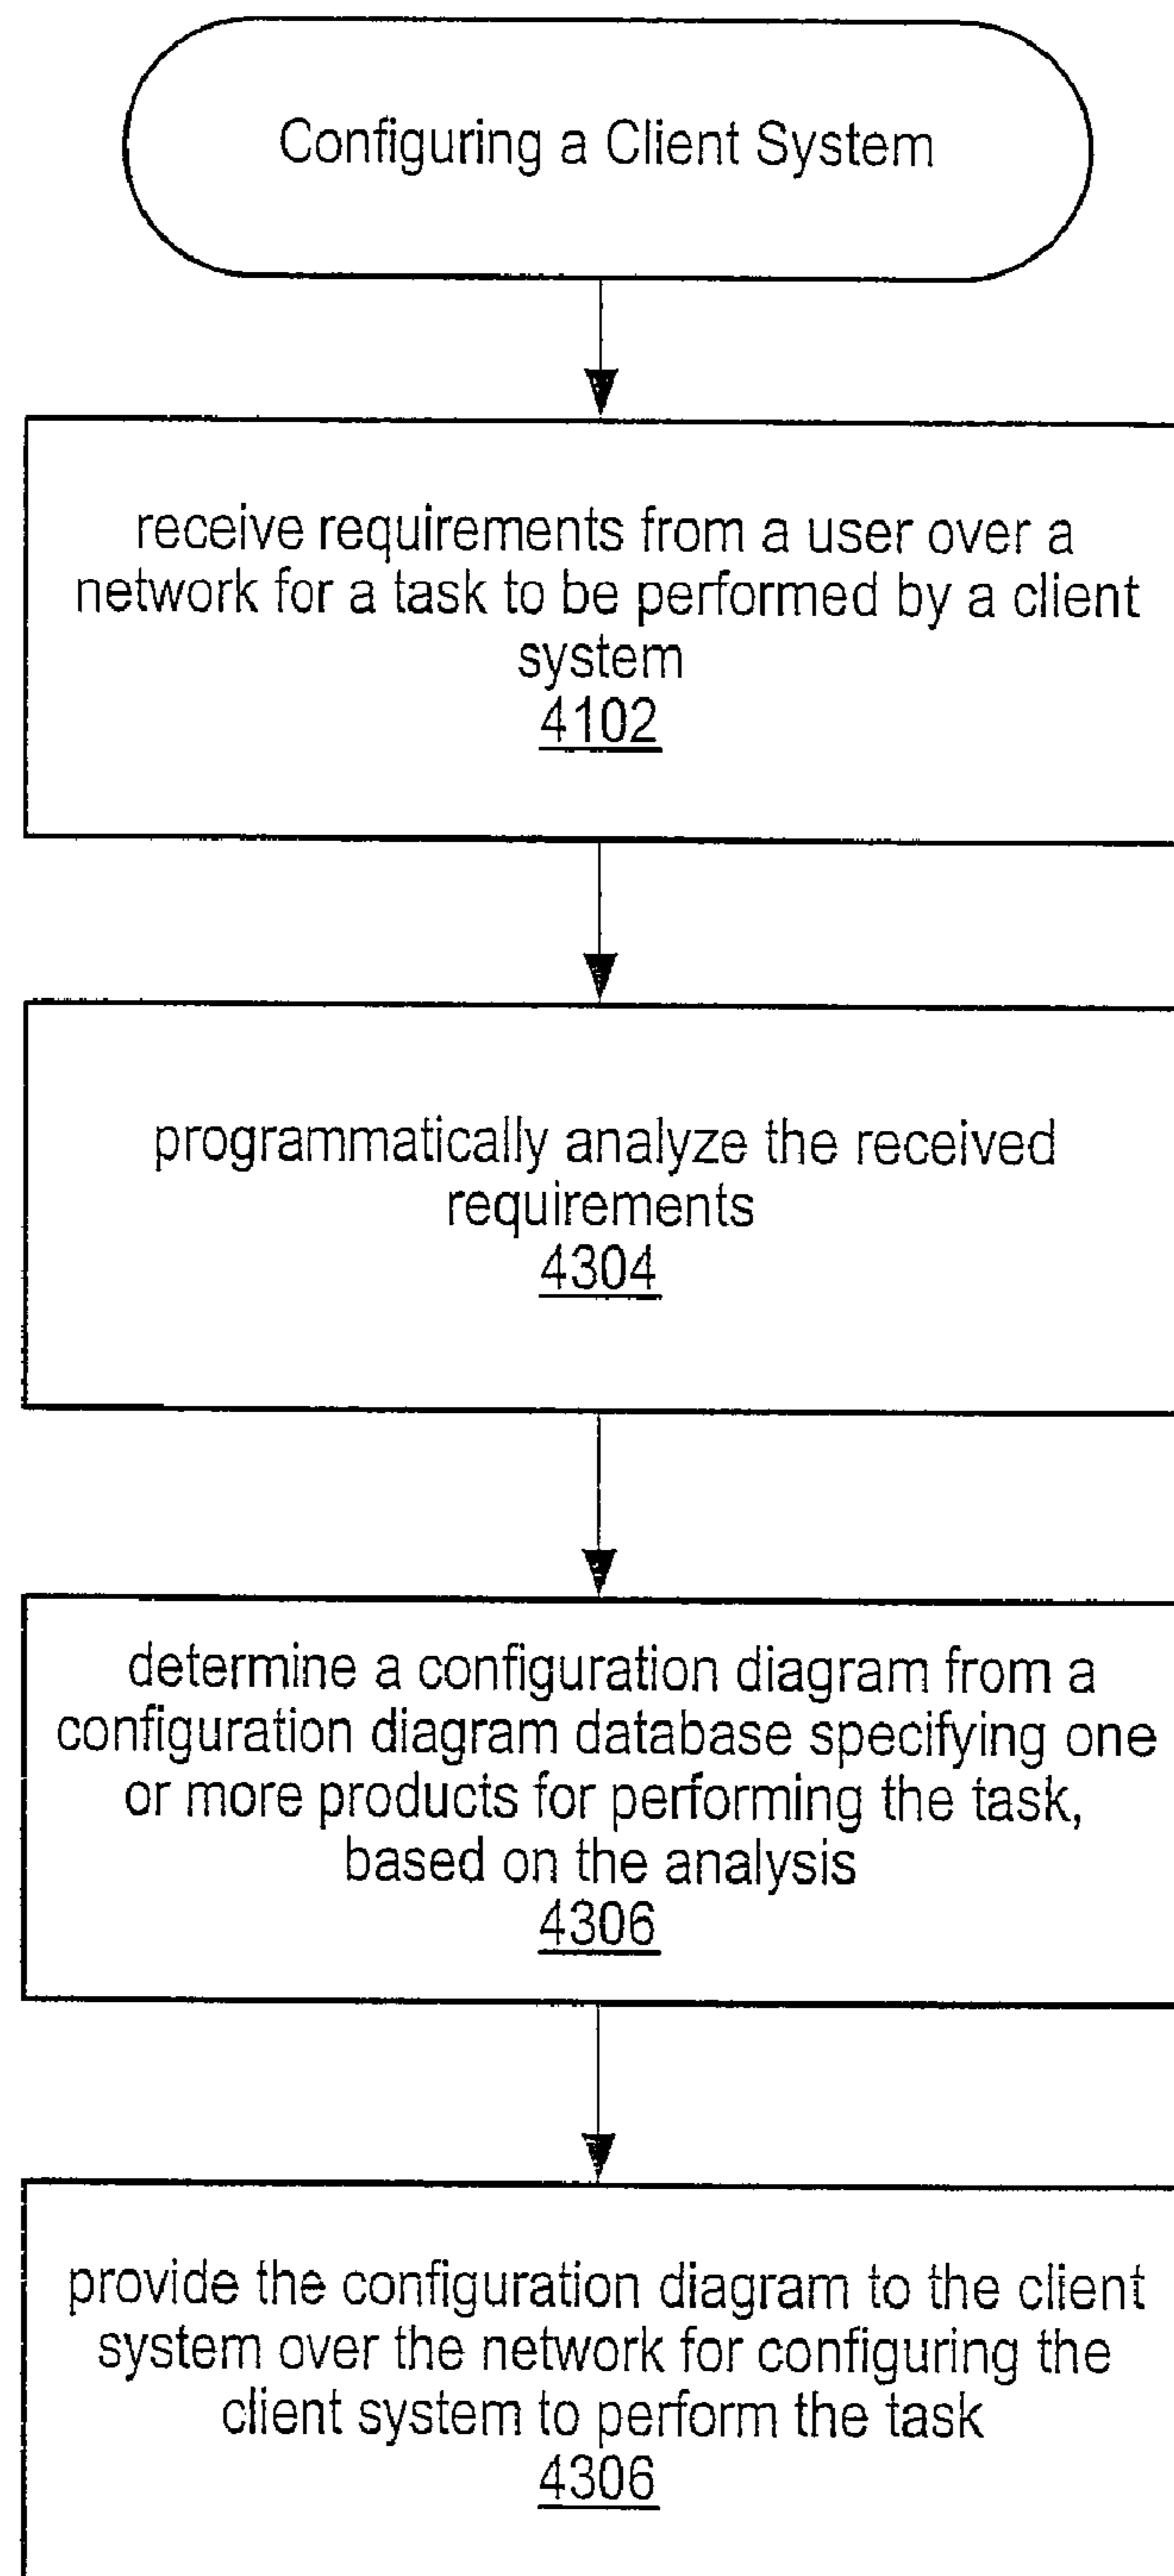 Configuring a Client System
receive requirements from a user over a
network for a task to be performed by a client
system
4102
programmatically analyze the received
requirements
4304
determine a configuration diagram from a
configuration diagram database specifying one
or more products for performing the task,
based on the analysis
4306
provide the configuration diagram to the client
system over the network for configuring the
client system to perform the task
4306